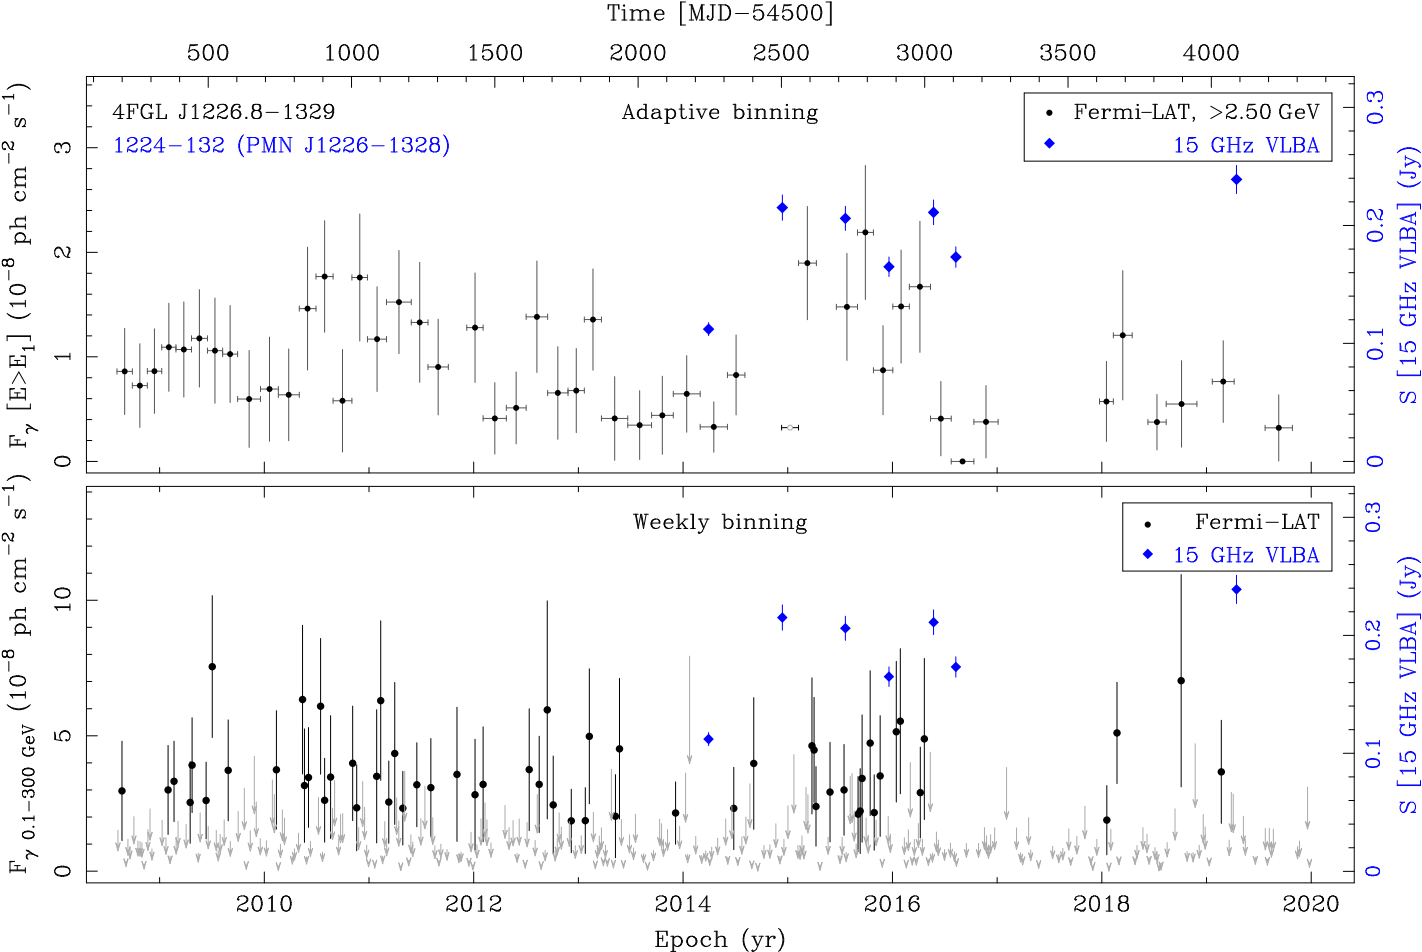 Time [MJD−54500]
500 1000 1500 2000 2500 3000 3500 4000
4FGL J1226.8−1329
1224−132 (PMN J1226−1328)
Adaptive binning
Fermi−LAT, >2.50 GeV
15 GHz VLBA
F_γ [E>E_1] (10^−8 ph cm^−2 s^−1)
3
2
1
0
S [15 GHz VLBA] (Jy)
0.3
0.2
0.1
0
Weekly binning
Fermi−LAT
15 GHz VLBA
F_γ 0.1−300 GeV (10^−8 ph cm^−2 s^−1)
10
5
0
S [15 GHz VLBA] (Jy)
0.3
0.2
0.1
0
2010 2012 2014 2016 2018 2020
Epoch (yr)